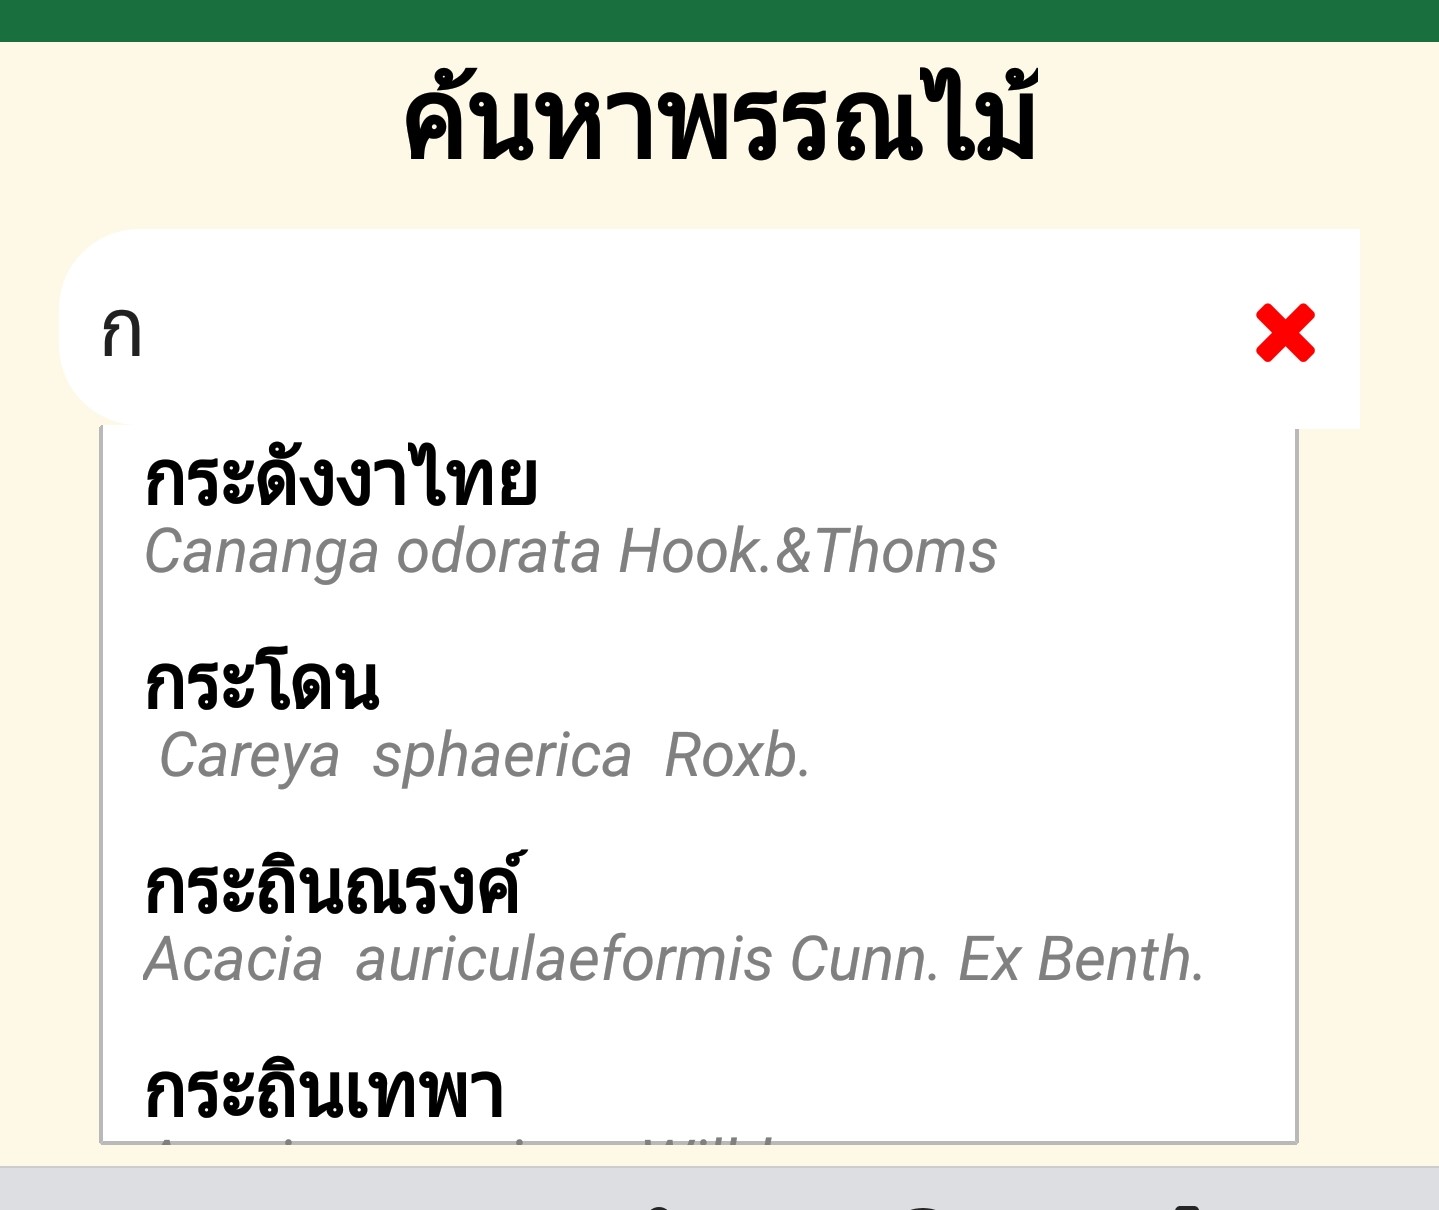 ค้นหาพรรณไม้
ก
กระดังงาไทย
Cananga odorata Hook.&Thoms
กระโดน
Careya sphaerica Roxb.
กระถินณรงค์
Acacia auriculaeformis Cunn. Ex Benth.
กระถินเทพา